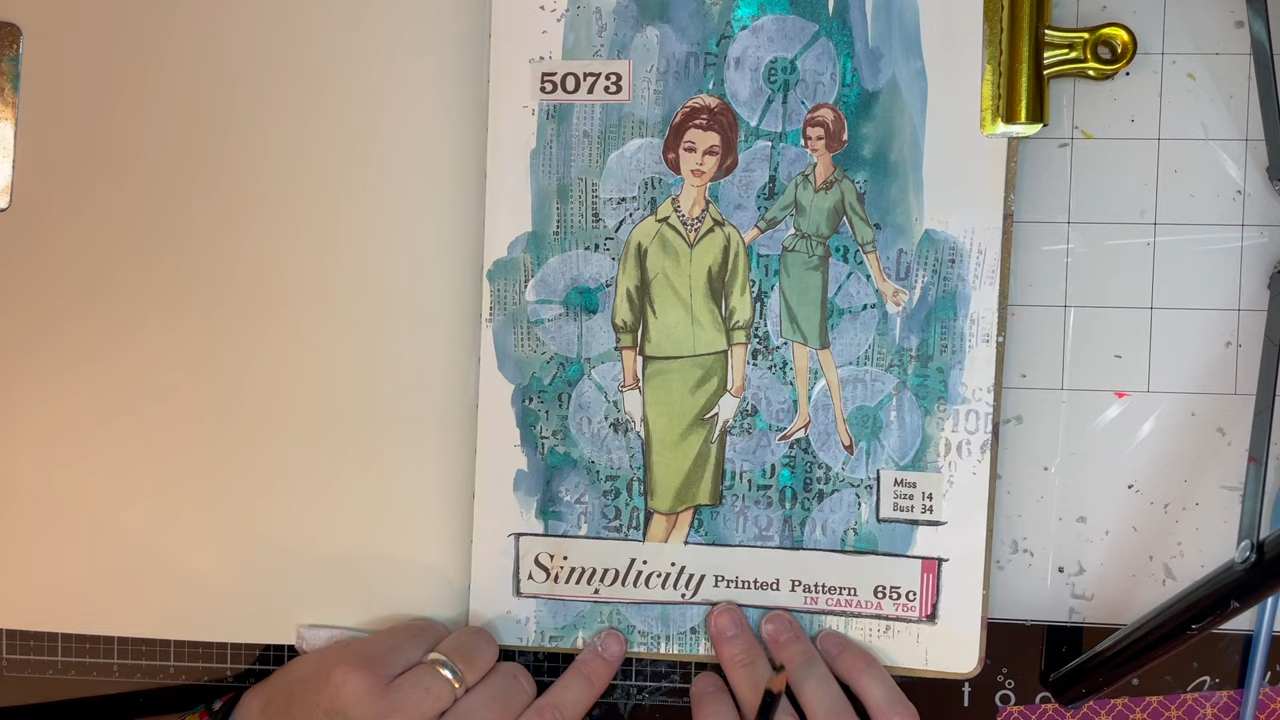 5073
Miss
Size 14
Bust 34
Simplicity Printed Pattern 65c
IN CANADA 75c